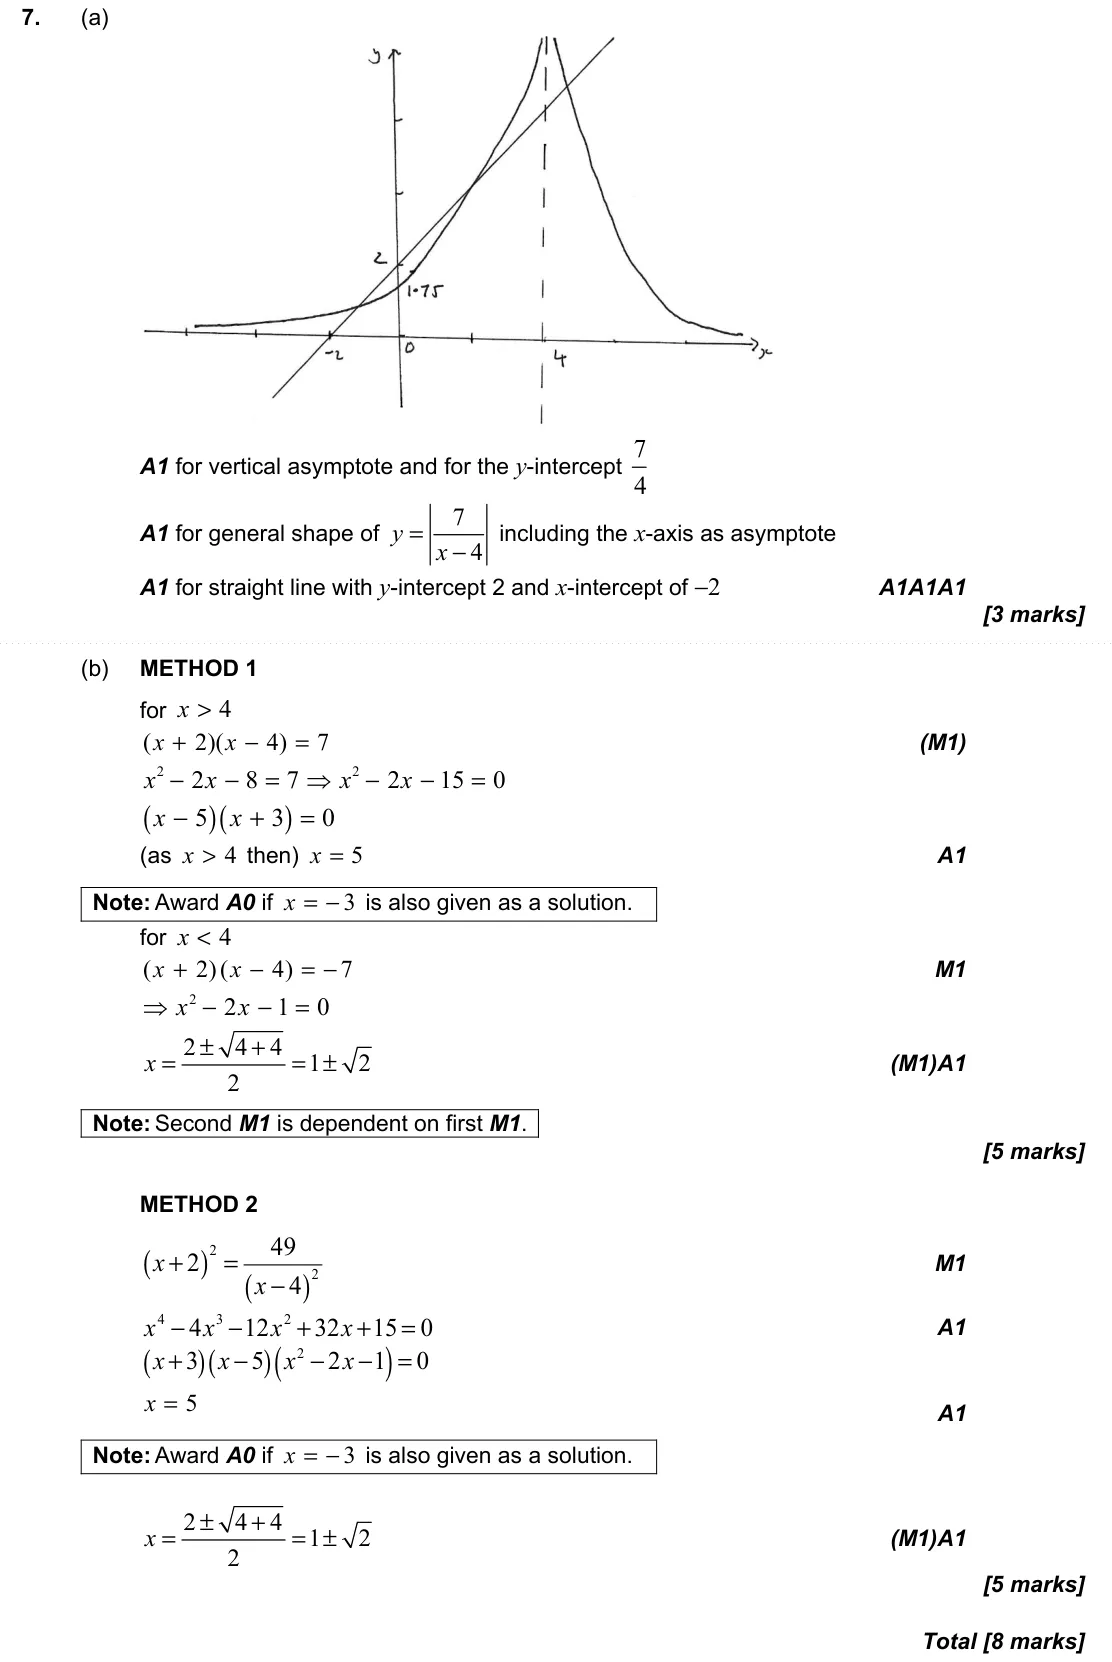 7. (a)
y
2
1.75
-2
0
4
x
A1 for vertical asymptote and for the y-intercept 7/4
A1 for general shape of y = |7/(x − 4)| including the x-axis as asymptote
A1 for straight line with y-intercept 2 and x-intercept of −2 A1A1A1
[3 marks]
(b) METHOD 1
for x > 4
(x + 2)(x − 4) = 7 (M1)
x² − 2x − 8 = 7 ⇒ x² − 2x − 15 = 0
(x − 5)(x + 3) = 0
(as x > 4 then) x = 5 A1
Note: Award A0 if x = −3 is also given as a solution.
for x < 4
(x + 2)(x − 4) = −7 M1
⇒ x² − 2x − 1 = 0
x = (2 ± √(4 + 4))/2 = 1 ± √2 (M1)A1
Note: Second M1 is dependent on first M1.
[5 marks]
METHOD 2
(x + 2)² = 49/(x − 4)² M1
x⁴ − 4x³ − 12x² + 32x + 15 = 0 A1
(x + 3)(x − 5)(x² − 2x − 1) = 0
x = 5 A1
Note: Award A0 if x = −3 is also given as a solution.
x = (2 ± √(4 + 4))/2 = 1 ± √2 (M1)A1
[5 marks]
Total [8 marks]